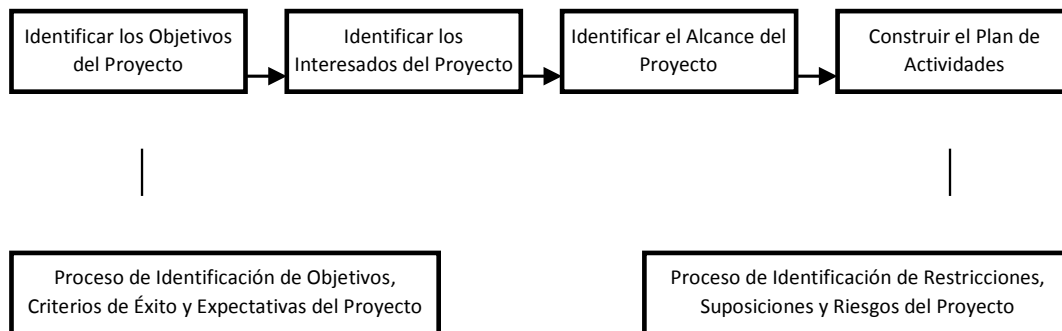 Identificar los Objetivos
del Proyecto
Identificar los
Interesados del Proyecto
Identificar el Alcance del
Proyecto
Construir el Plan de
Actividades
Proceso de Identificación de Objetivos,
Criterios de Éxito y Expectativas del Proyecto
Proceso de Identificación de Restricciones,
Suposiciones y Riesgos del Proyecto